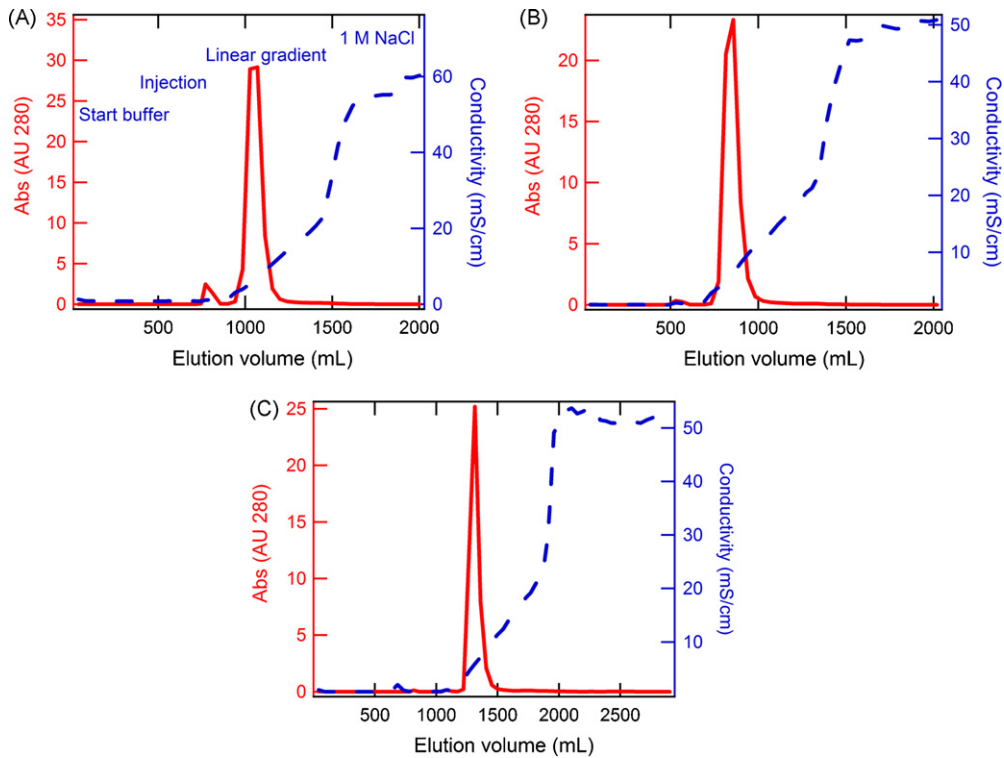 (A)
35
30
25
20
15
10
5
0
Abs (AU 280)
1 M NaCl
Linear gradient
Injection
Start buffer
60
40
20
0
Conductivity (mS/cm)
500 1000 1500 2000
Elution volume (mL)
(B)
20
15
10
5
0
Abs (AU 280)
50
40
30
20
10
Conductivity (mS/cm)
500 1000 1500 2000
Elution volume (mL)
(C)
25
20
15
10
5
0
Abs (AU 280)
50
40
30
20
10
Conductivity (mS/cm)
500 1000 1500 2000 2500
Elution volume (mL)